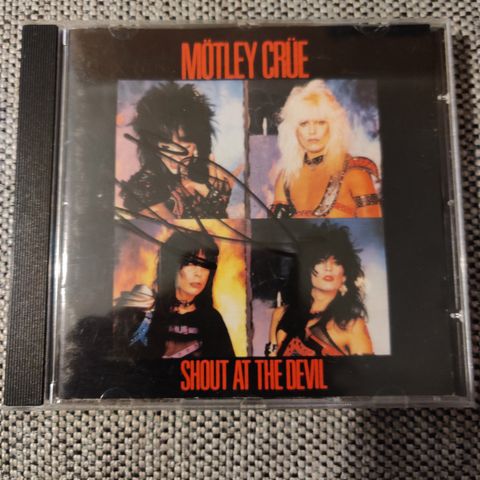 MÖTLEY CRÜE
SHOUT AT THE DEVIL